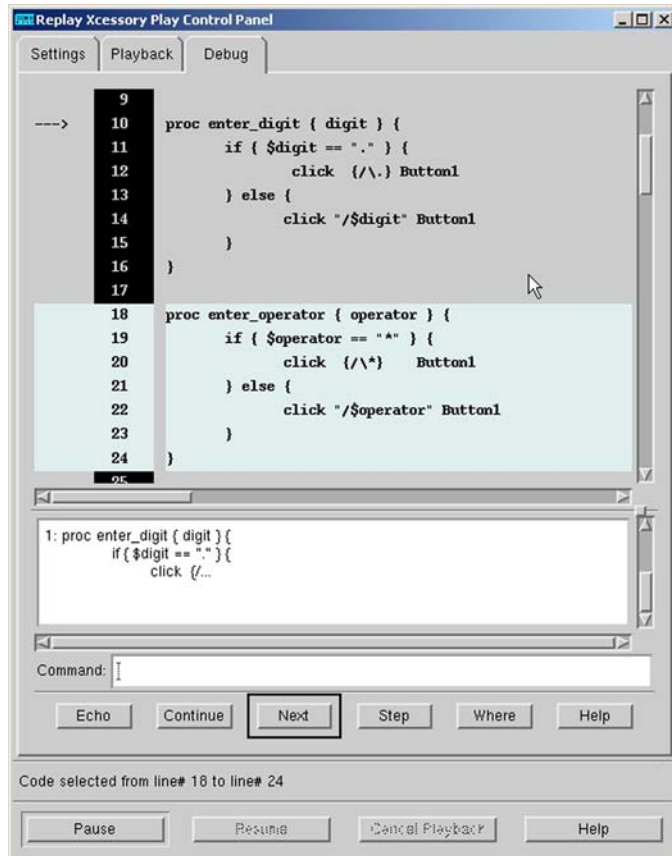 Replay Xcessory Play Control Panel
Settings Playback Debug
9
---> 10 proc enter_digit { digit } {
11 if { $digit == "." } {
12 click {/\.} Button1
13 } else {
14 click "/$digit" Button1
15 }
16 }
17
18 proc enter_operator { operator } {
19 if { $operator == "*" } {
20 click {/\*} Button1
21 } else {
22 click "/$operator" Button1
23 }
24 }
25
1: proc enter_digit { digit } {
if { $digit == "." } {
click {/...
Command:
Echo Continue Next Step Where Help
Code selected from line# 18 to line# 24
Pause Resume Cancel Playback Help